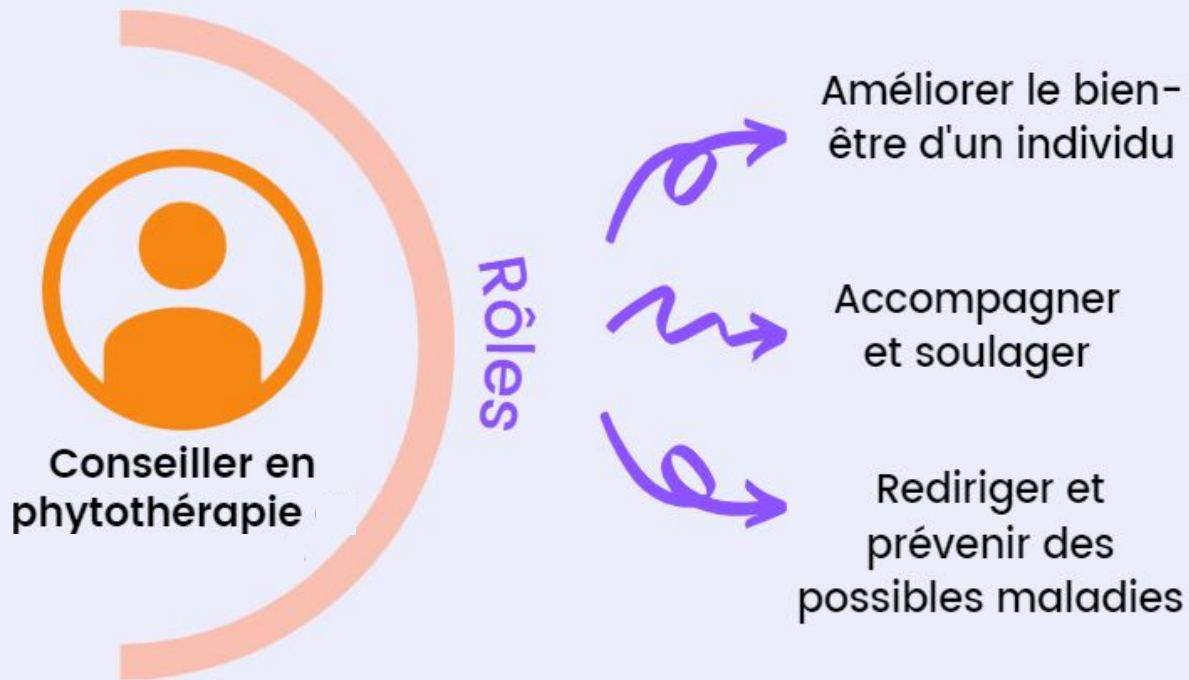 Conseiller en
phytothérapie
Rôles
Améliorer le bien-
être d'un individu
Accompagner
et soulager
Rediriger et
prévenir des
possibles maladies